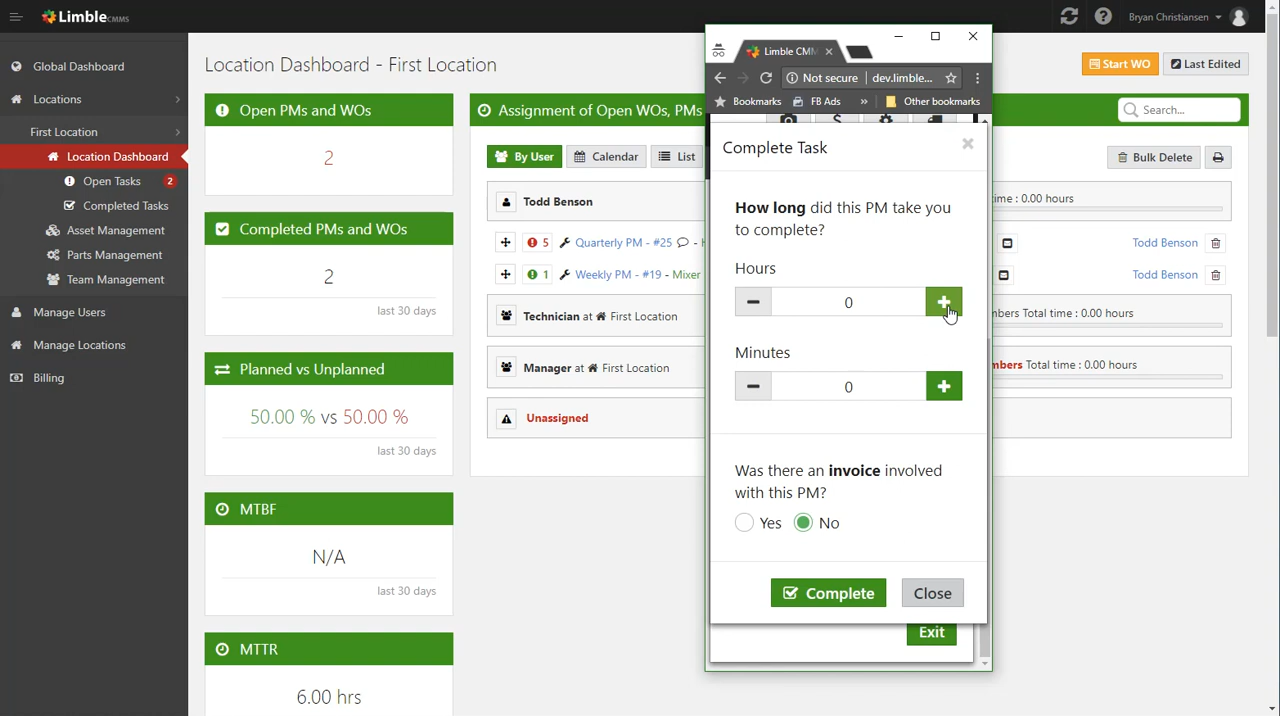 Limble CMMS
Bryan Christiansen
Global Dashboard
Locations
First Location
Location Dashboard
Open Tasks 2
Completed Tasks
Asset Management
Parts Management
Team Management
Manage Users
Manage Locations
Billing
Location Dashboard - First Location
Start WO
Last Edited
Open PMs and WOs
2
Completed PMs and WOs
2
last 30 days
Planned vs Unplanned
50.00 % vs 50.00 %
last 30 days
MTBF
N/A
last 30 days
MTTR
6.00 hrs
Assignment of Open WOs, PMs
Search...
By User
Calendar
List
Bulk Delete
Todd Benson
ime : 0.00 hours
5 Quarterly PM - #25 -
Todd Benson
1 Weekly PM - #19 - Mixer
Todd Benson
Technician at First Location
nbers Total time : 0.00 hours
Manager at First Location
mbers Total time : 0.00 hours
Unassigned
Limble CMM
Not secure | dev.limble...
Bookmarks
FB Ads
»
Other bookmarks
Complete Task
How long did this PM take you
to complete?
Hours
0
Minutes
0
Was there an invoice involved
with this PM?
Yes
No
Complete
Close
Exit